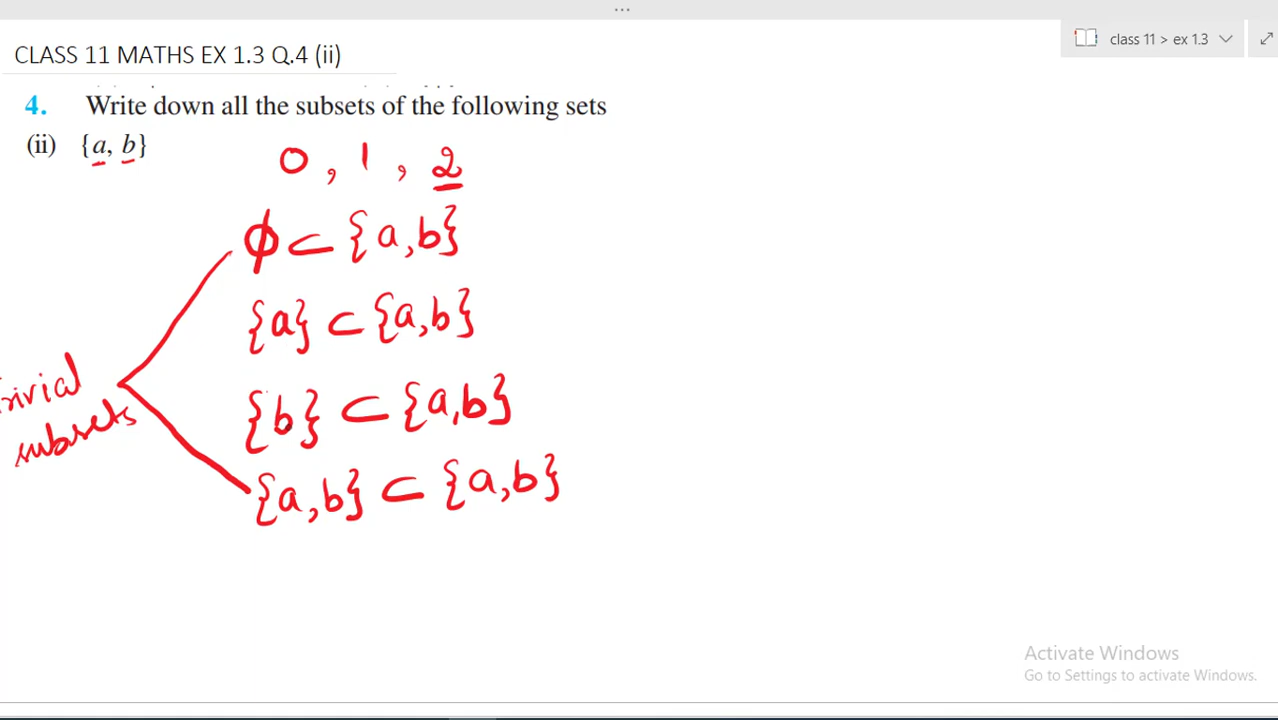 ...
class 11 > ex 1.3
CLASS 11 MATHS EX 1.3 Q.4 (ii)
4. Write down all the subsets of the following sets
(ii) {a, b}
0, 1, 2
ϕ ⊂ {a,b}
{a} ⊂ {a,b}
{b} ⊂ {a,b}
rivial
subsets
{a,b} ⊂ {a,b}
Activate Windows
Go to Settings to activate Windows.